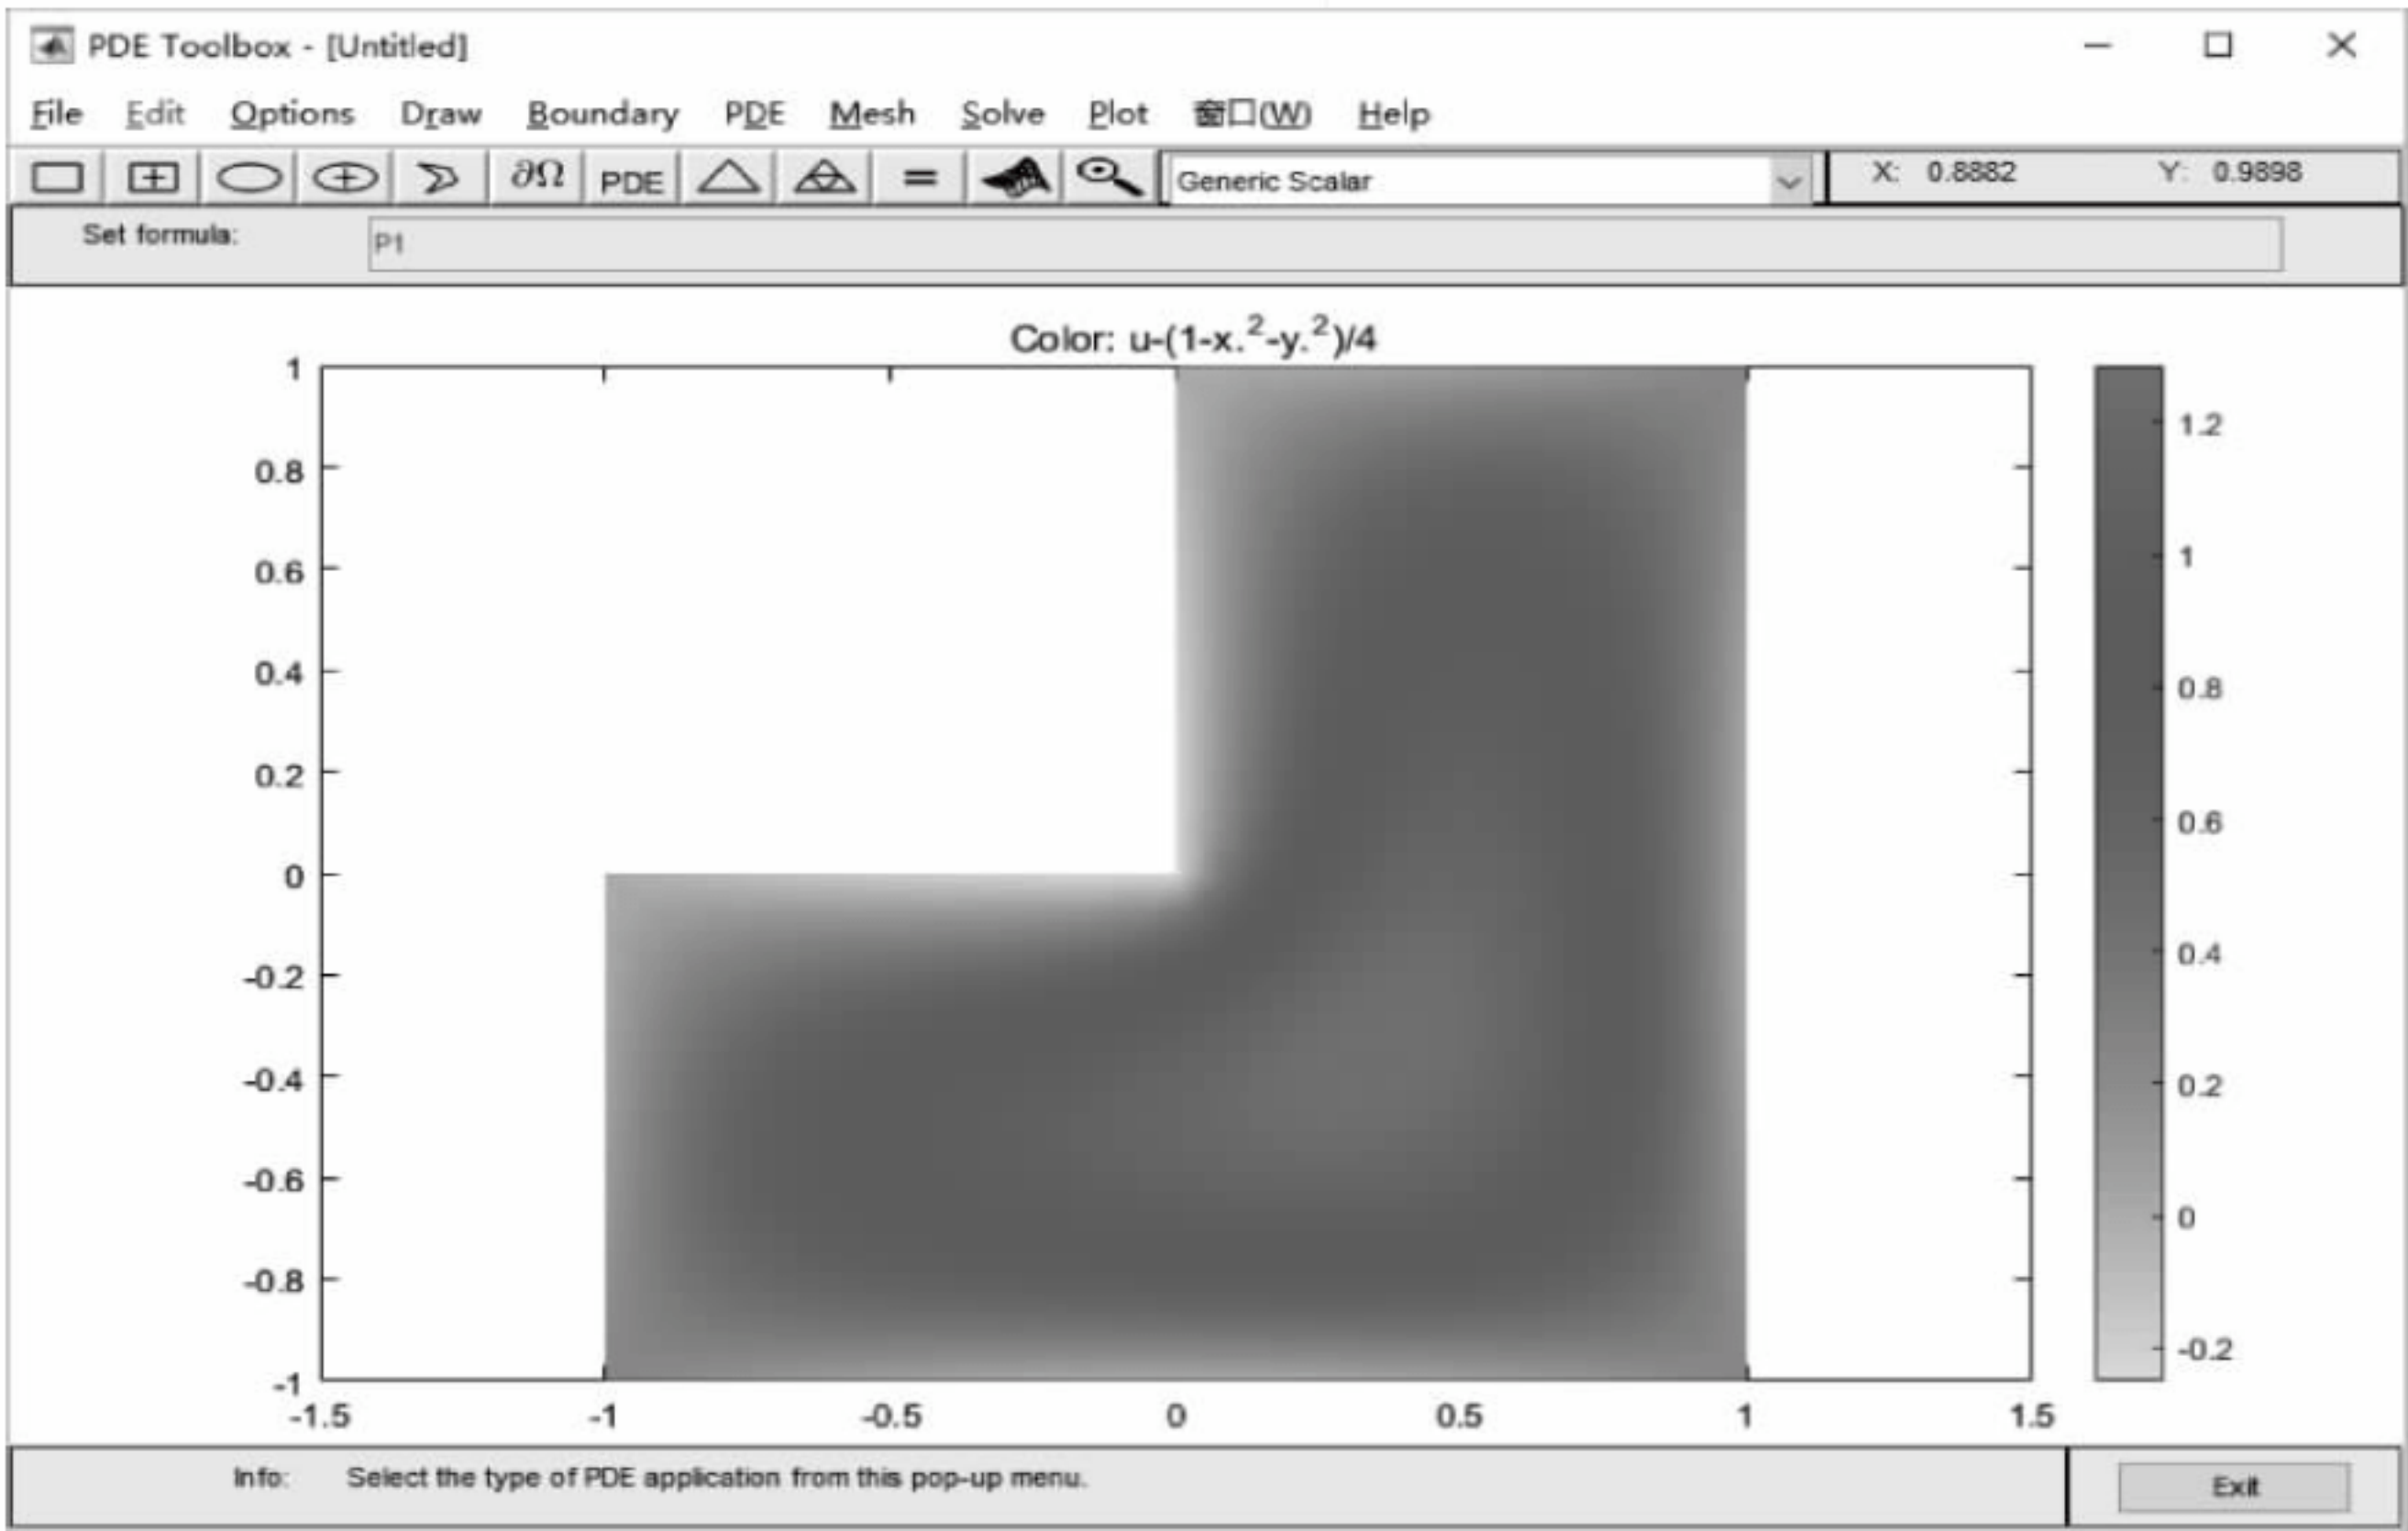 PDE Toolbox - [Untitled]
File Edit Options Draw Boundary PDE Mesh Solve Plot 窗口(W) Help
∂Ω PDE = Generic Scalar X: 0.8882 Y: 0.9898
Set formula: P1
Color: u-(1-x.²-y.²)/4
1
0.8
0.6
0.4
0.2
0
-0.2
-0.4
-0.6
-0.8
-1
-1.5 -1 -0.5 0 0.5 1 1.5
1.2
1
0.8
0.6
0.4
0.2
0
-0.2
Info: Select the type of PDE application from this pop-up menu. Exit